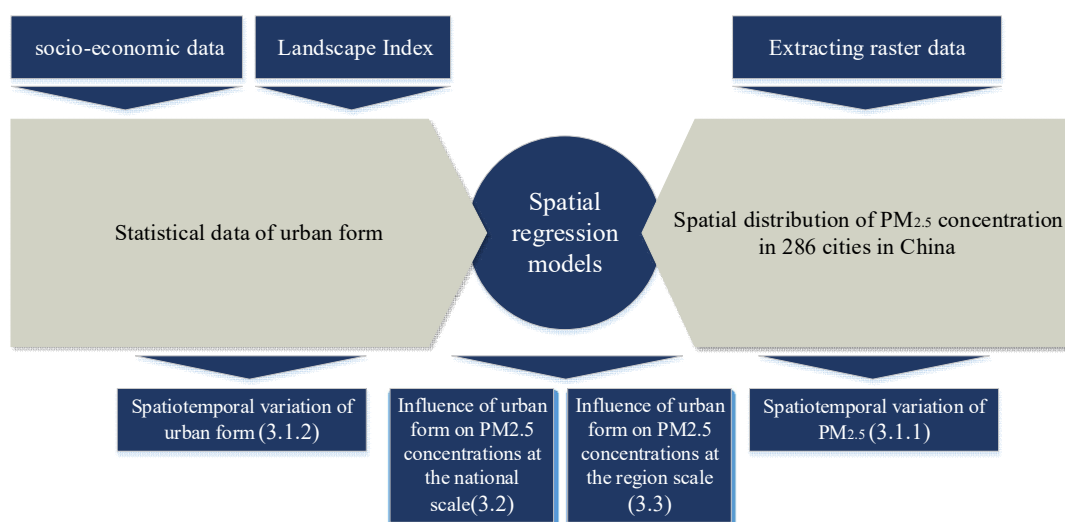 socio-economic data
Landscape Index
Extracting raster data
Statistical data of urban form
Spatial
regression
models
Spatial distribution of PM2.5 concentration
in 286 cities in China
Spatiotemporal variation of
urban form (3.1.2)
Influence of urban
form on PM2.5
concentrations at
the national
scale(3.2)
Influence of urban
form on PM2.5
concentrations at
the region scale
(3.3)
Spatiotemporal variation of
PM2.5 (3.1.1)